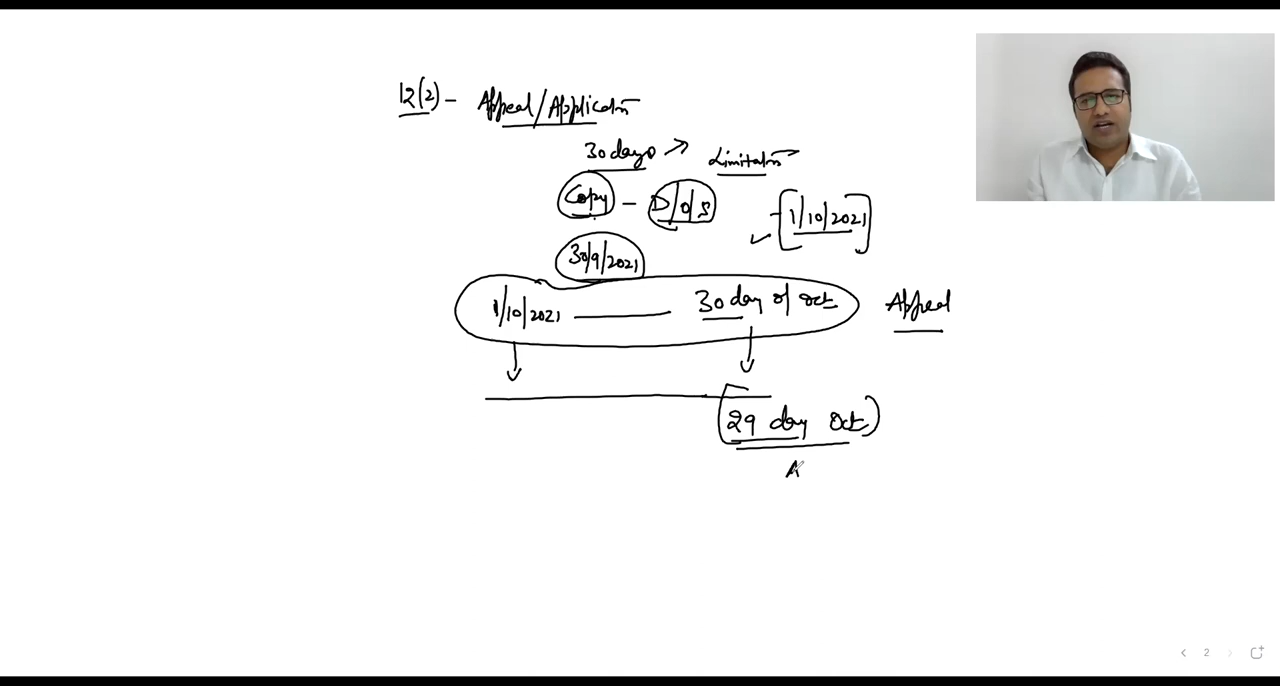 12(2) - Appeal/Application
30 days → Limitation
Copy - D/O/S
1/10/2021
30/9/2021
1/10/2021 — 30 day of Oct Appeal
29 day Oct
A
2